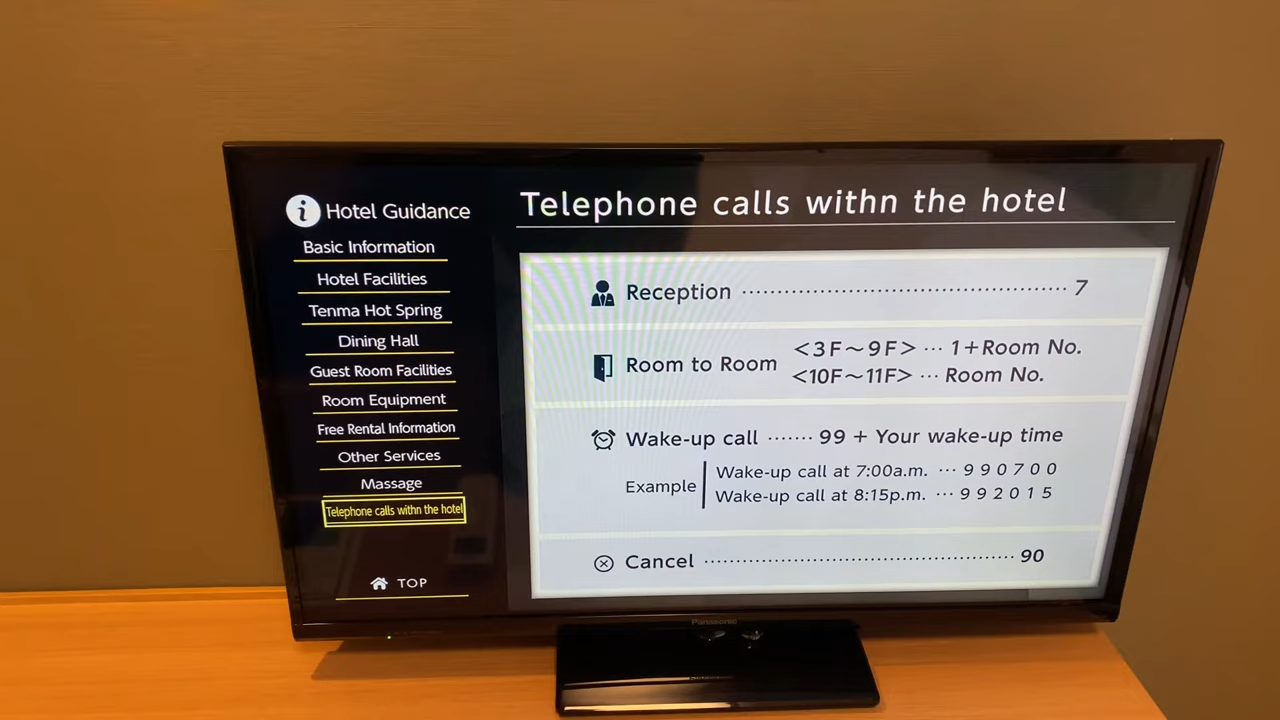 i Hotel Guidance
Basic Information
Hotel Facilities
Tenma Hot Spring
Dining Hall
Guest Room Facilities
Room Equipment
Free Rental Information
Other Services
Massage
Telephone calls withn the hotel
TOP
Telephone calls withn the hotel
Reception ································ 7
Room to Room <3F～9F> ··· 1+Room No.
<10F～11F> ··· Room No.
Wake-up call ······· 99 + Your wake-up time
Example Wake-up call at 7:00a.m. ··· 990700
Wake-up call at 8:15p.m. ··· 992015
Cancel ································ 90
Panasonic